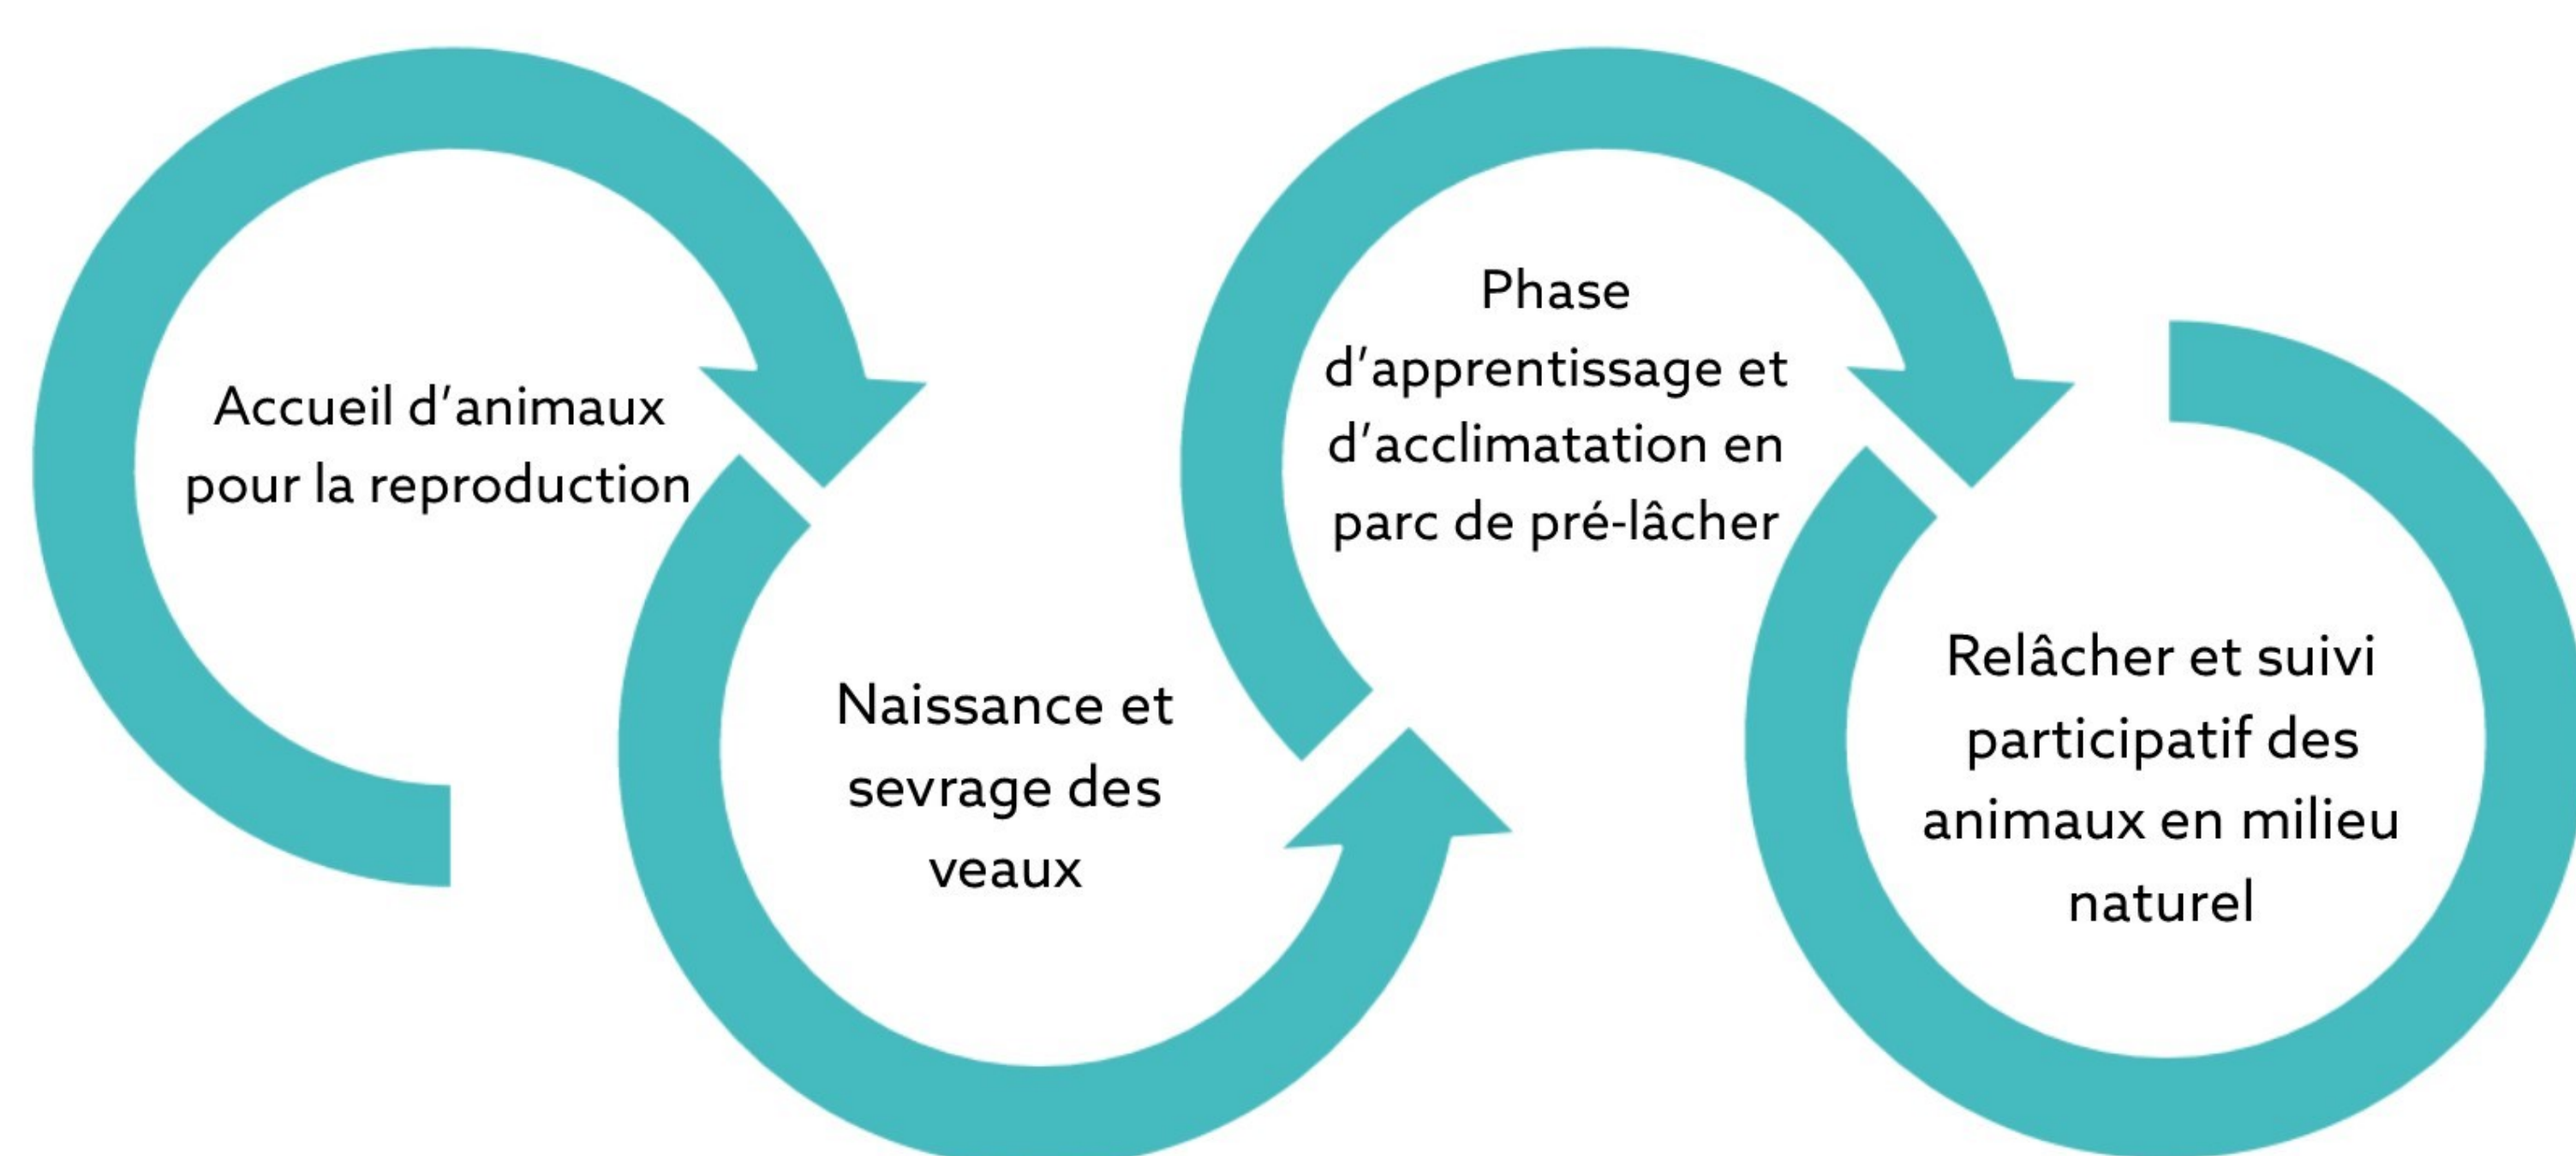 Accueil d’animaux
pour la reproduction
Naissance et
sevrage des
veaux
Phase
d’apprentissage et
d’acclimatation en
parc de pré-lâcher
Relâcher et suivi
participatif des
animaux en milieu
naturel